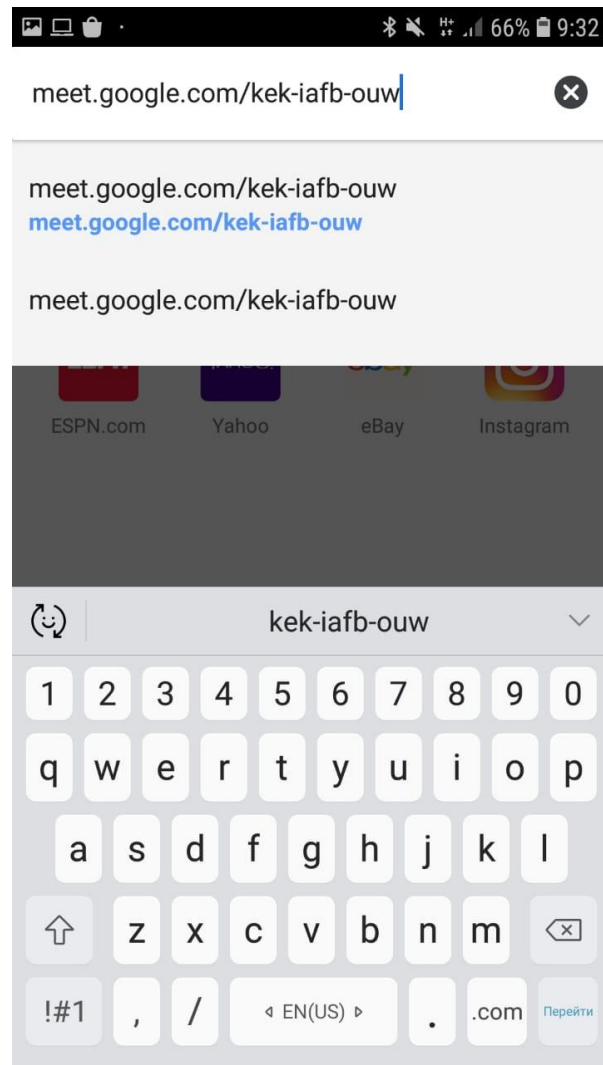 H+ 66% 9:32
meet.google.com/kek-iafb-ouw
meet.google.com/kek-iafb-ouw
meet.google.com/kek-iafb-ouw
meet.google.com/kek-iafb-ouw
ESPN.com Yahoo eBay Instagram
kek-iafb-ouw
1 2 3 4 5 6 7 8 9 0
q w e r t y u i o p
a s d f g h j k l
z x c v b n m
!#1 , / EN(US) . .com Перейти